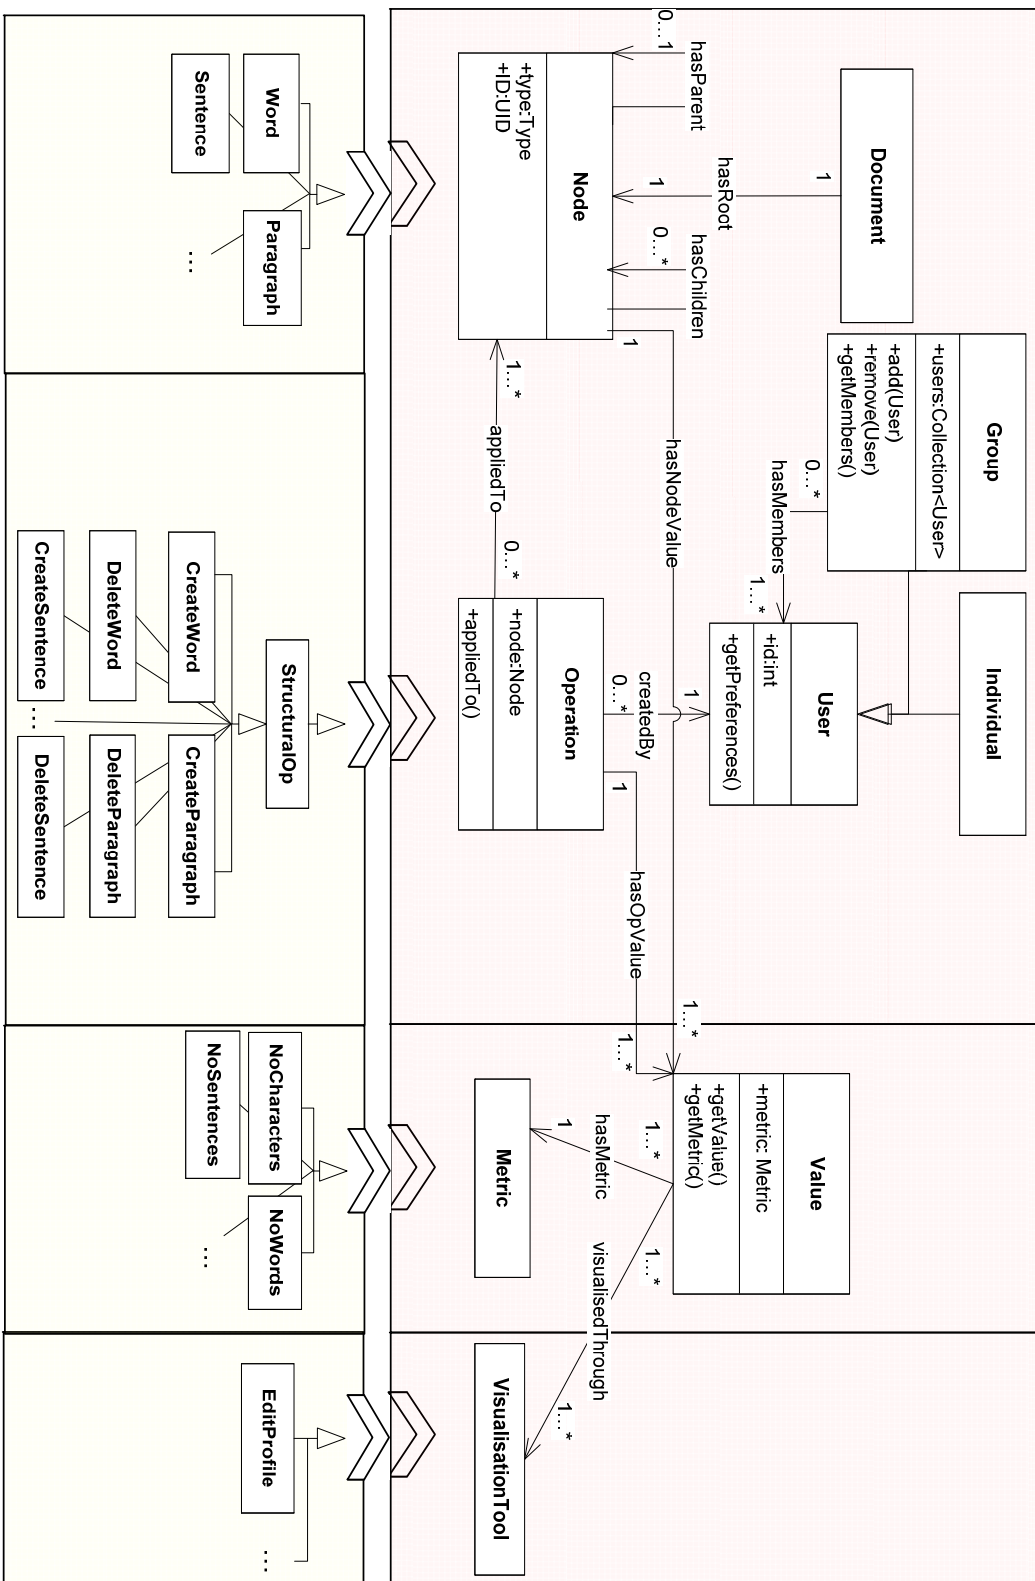 Document
1
hasRoot
1
hasParent
0...1
hasChildren
0...*
Node
+type:Type
+ID:UID
1
hasNodeValue
1...*
Group
+users:Collection<User>
+add(User)
+remove(User)
+getMembers()
0...*
hasMembers
1...*
Individual
User
+id:int
+getPreferences()
1
createdBy
0...*
Operation
+node:Node
+appliedTo()
0...*
appliedTo
1...*
1
hasOpValue
1...*
Value
+metric: Metric
+getValue()
+getMetric()
1...*
hasMetric
1
Metric
1...*
visualisedThrough
1...*
VisualisationTool
Word
Sentence
Paragraph
...
StructuralOp
CreateWord
DeleteWord
CreateSentence
...
CreateParagraph
DeleteParagraph
DeleteSentence
NoCharacters
NoSentences
NoWords
...
EditProfile
...